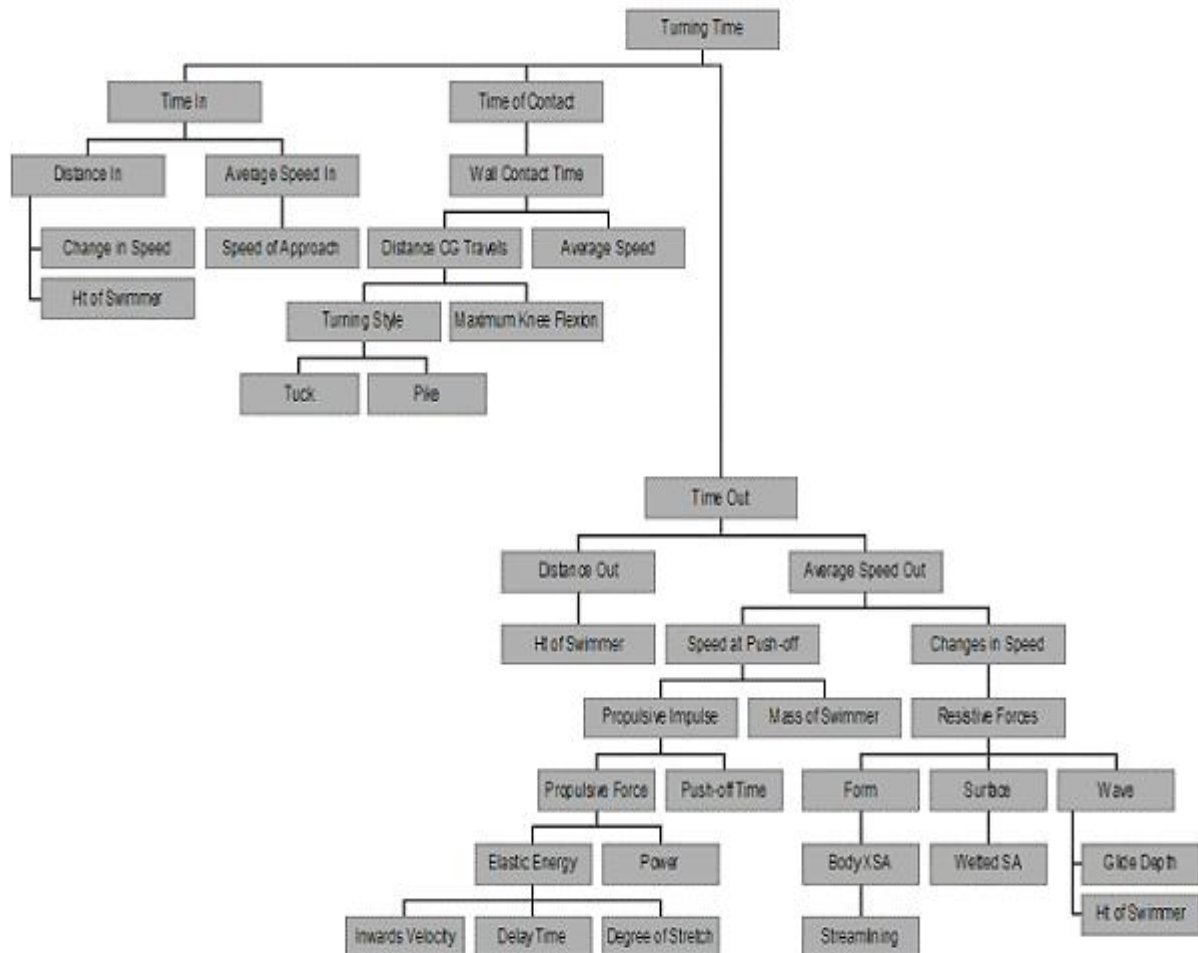 Turning Time
Time In
Time of Contact
Distance In
Average Speed In
Wall Contact Time
Change in Speed
Speed of Approach
Distance CG Travels
Average Speed
Ht of Swimmer
Turning Style
Maximum Knee Flexion
Tuck
Pike
Time Out
Distance Out
Average Speed Out
Ht of Swimmer
Speed at Push-off
Changes in Speed
Propulsive Impulse
Mass of Swimmer
Resistive Forces
Propulsive Force
Push-off Time
Form
Surface
Wave
Elastic Energy
Power
Body XSA
Wetted SA
Glide Depth
Ht of Swimmer
Inwards Velocity
Delay Time
Degree of Stretch
Streamlining